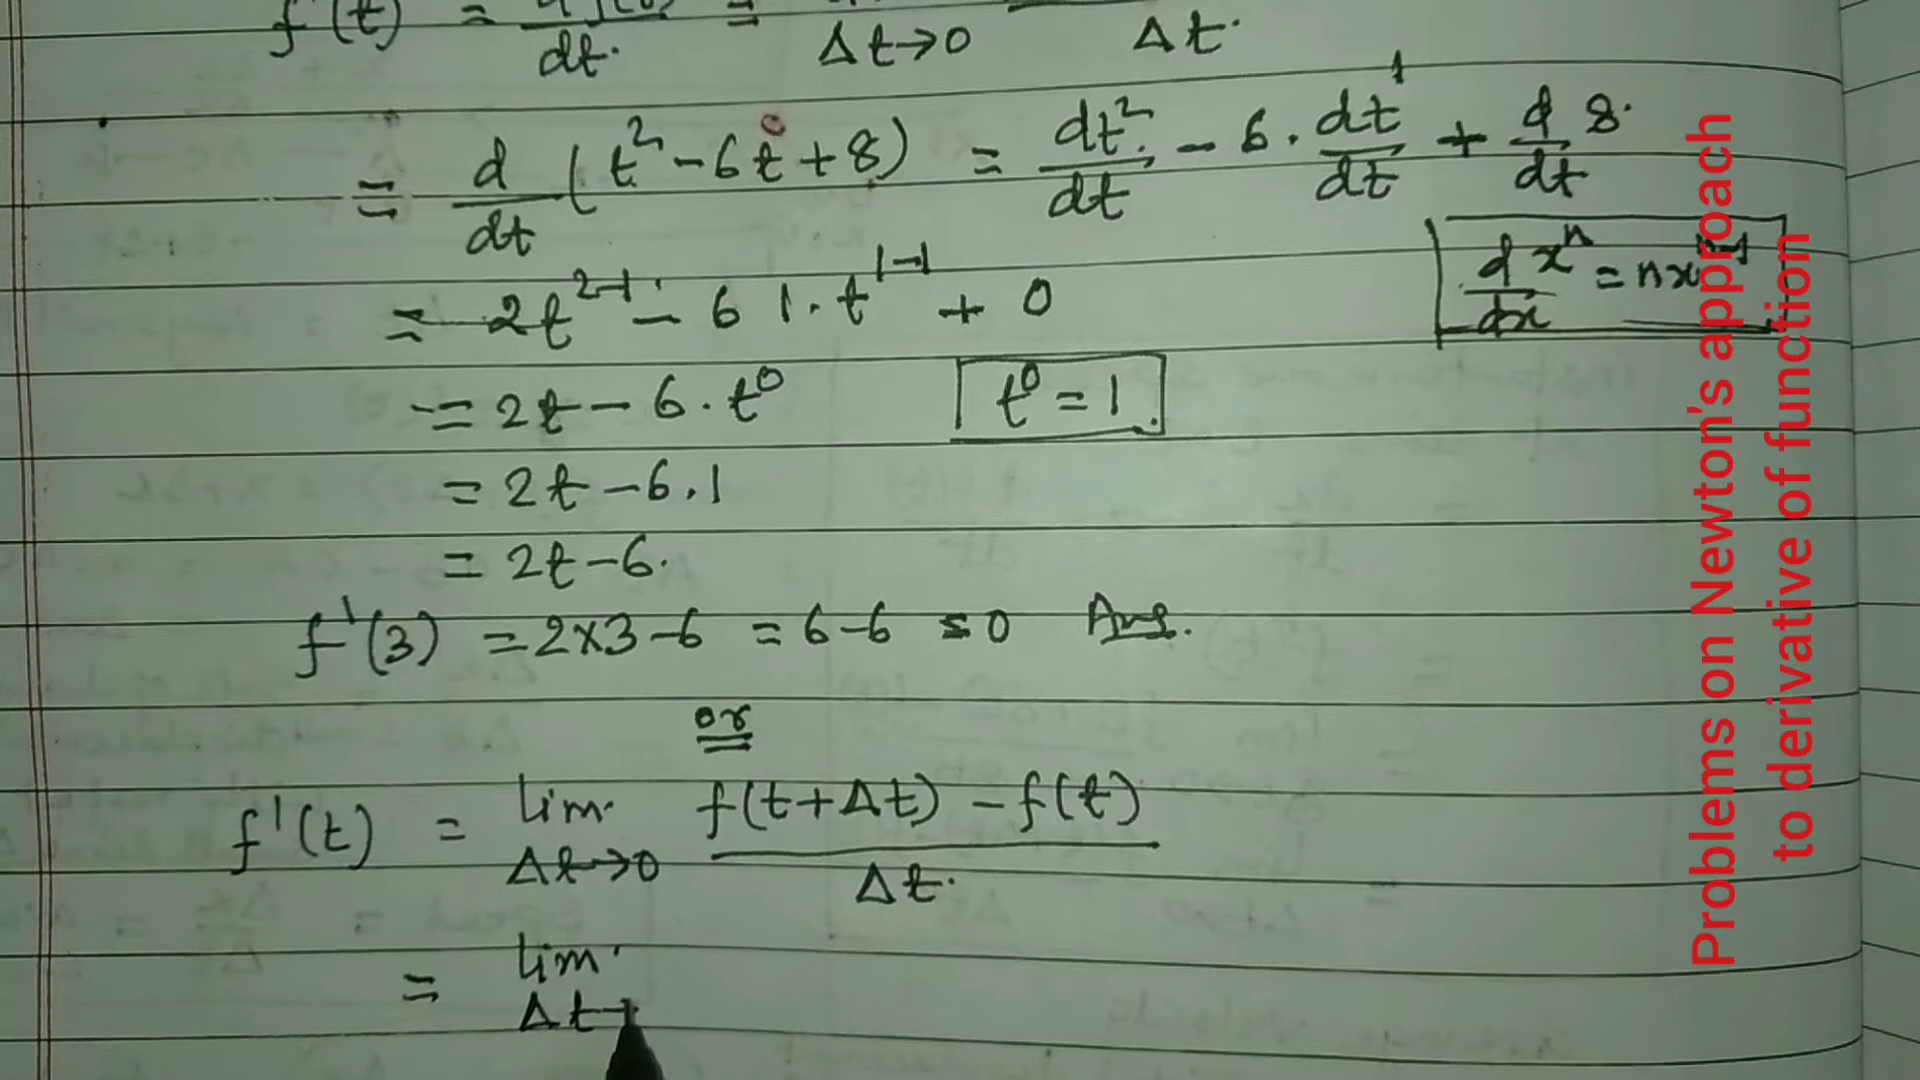 f'(t) = d f(t)/dt. = lim Δt→0 /Δt.
= d/dt (t² - 6t + 8) = dt²/dt - 6 . dt¹/dt + d/dt 8.
= 2t²⁻¹ - 6 1 . t¹⁻¹ + 0
d/dx xⁿ = nxⁿ⁻¹
= 2t - 6 . t⁰
t⁰ = 1.
= 2t - 6 . 1
= 2t - 6.
f'(3) = 2×3 - 6 = 6 - 6 = 0 Ans.
or
f'(t) = lim. Δt→0 f(t+Δt) - f(t)/Δt.
= lim. Δt
Problems on Newton's approach
to derivative of function